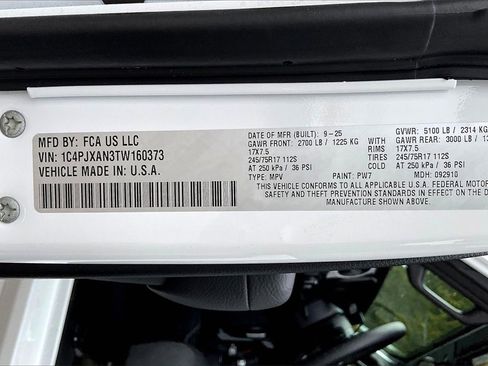 MFD BY: FCA US LLC
VIN: 1C4PJXAN3TW160373
VEHICLE MADE IN: U.S.A.
DATE OF MFR (BUILT): 9-25 GVWR: 5100 LB / 2314 KG
GAWR FRONT: 2700 LB / 1225 KG GAWR REAR: 3000 LB / 13
17X7.5 RIMS 17X7.5
245/75R17 112S TIRES 245/75R17 112S
AT 250 kPa / 36 PSI COLD AT 250 kPa / 36 PSI
TYPE: MPV PAINT: PW7 MDH: 092910
THIS VEHICLE CONFORMS TO ALL APPLICABLE U.S.A. FEDERAL MOTOR
SAFETY AND THEFT PREVENTION STANDARDS IN EFFECT ON THE D
MANUFACTURE SHOWN ABOVE.